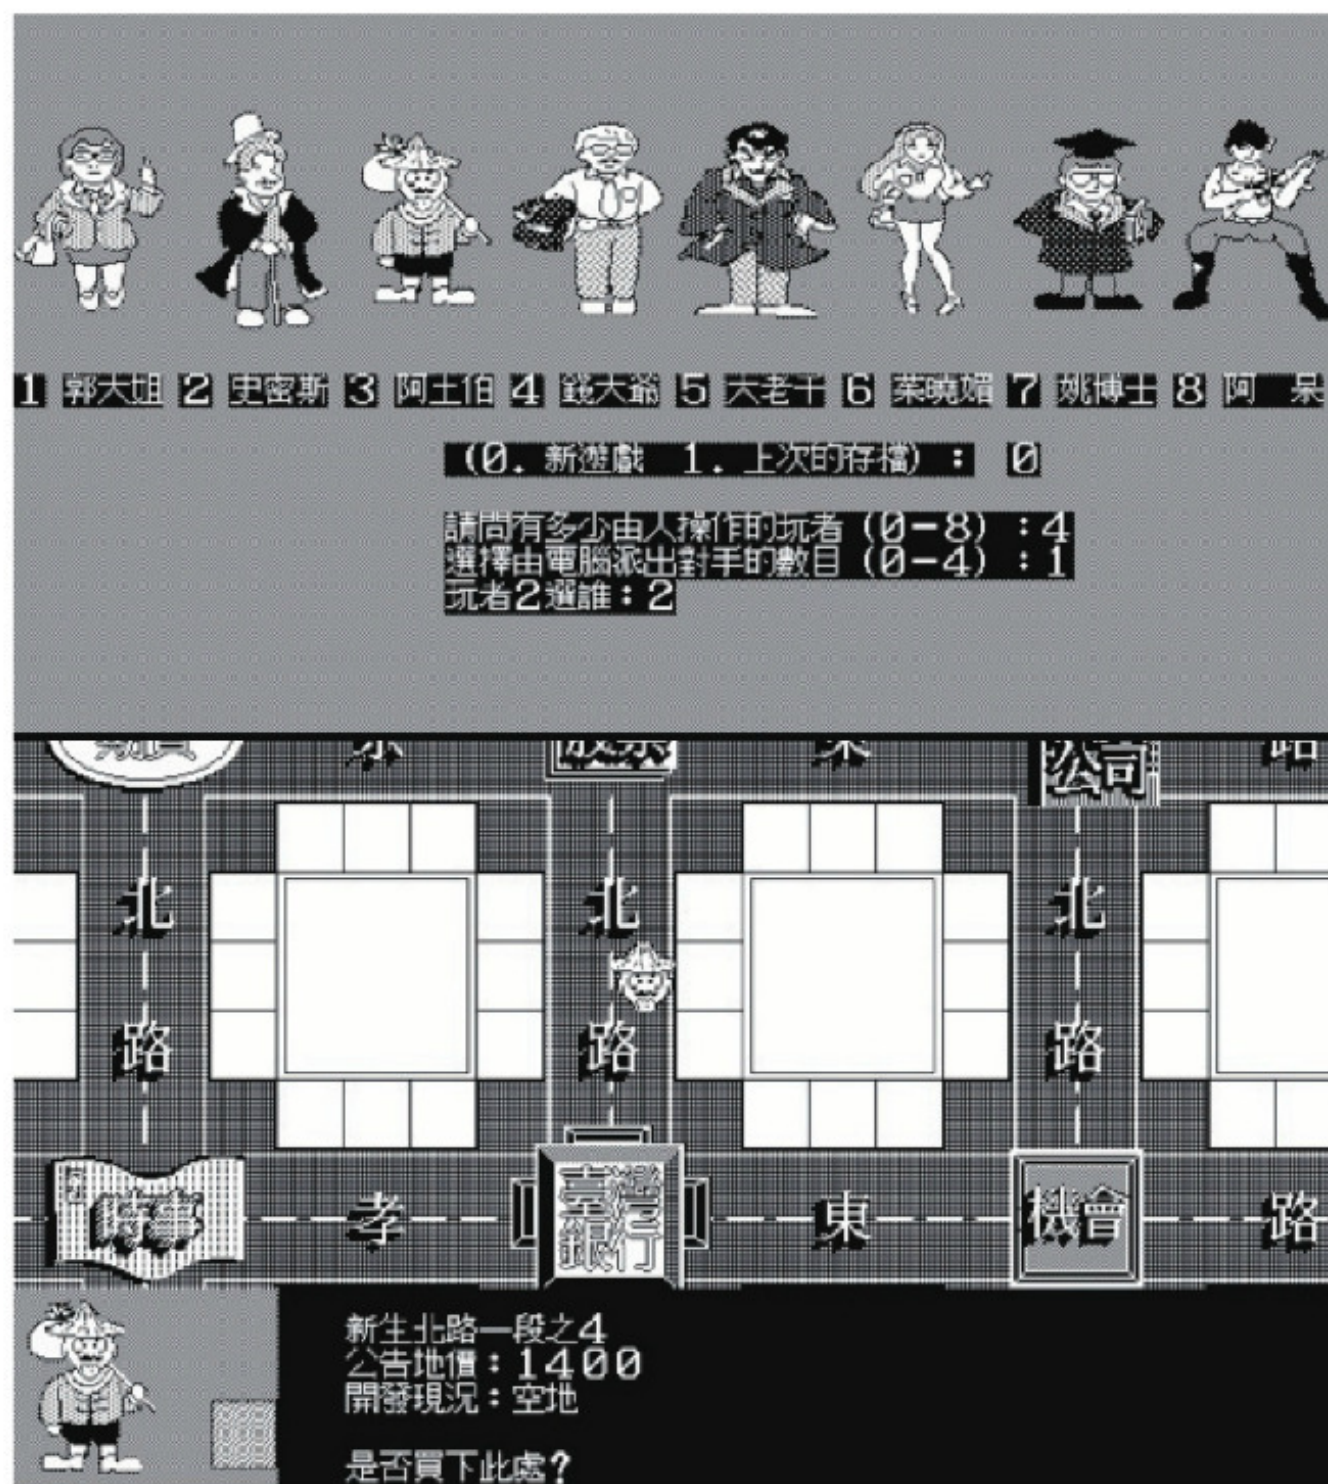 1 郭大姐 2 史密斯 3 阿土伯 4 錢大爺 5 大老千 6 茱曉媚 7 姚博士 8 阿　呆
(0. 新遊戲　1. 上次的存檔)：　0
請問有多少由人操作的玩者(0-8)：4
選擇由電腦派出對手的數目(0-4)：1
玩者2選誰：2
股票
公司
路
北
北
北
路
路
路
時事
孝
臺灣
銀行
東
機會
路
新生北路一段之4
公告地價：1400
開發現況：空地
是否買下此處？